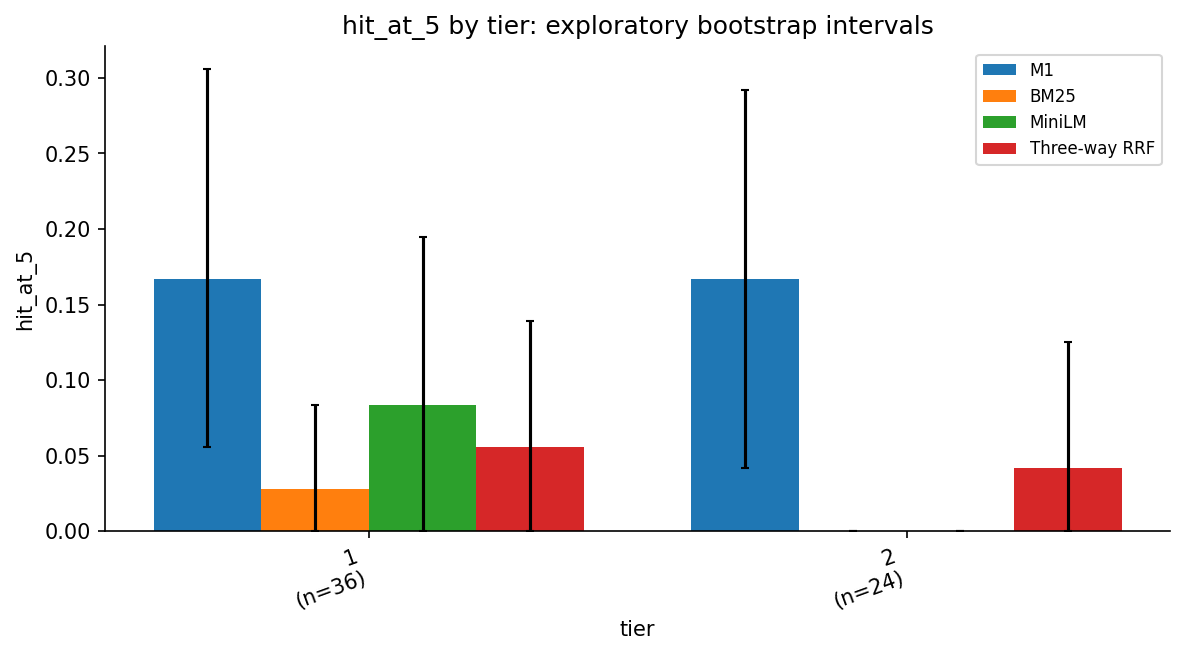 hit_at_5 by tier: exploratory bootstrap intervals
M1
BM25
MiniLM
Three-way RRF
hit_at_5
0.30
0.25
0.20
0.15
0.10
0.05
0.00
1
(n=36)
2
(n=24)
tier